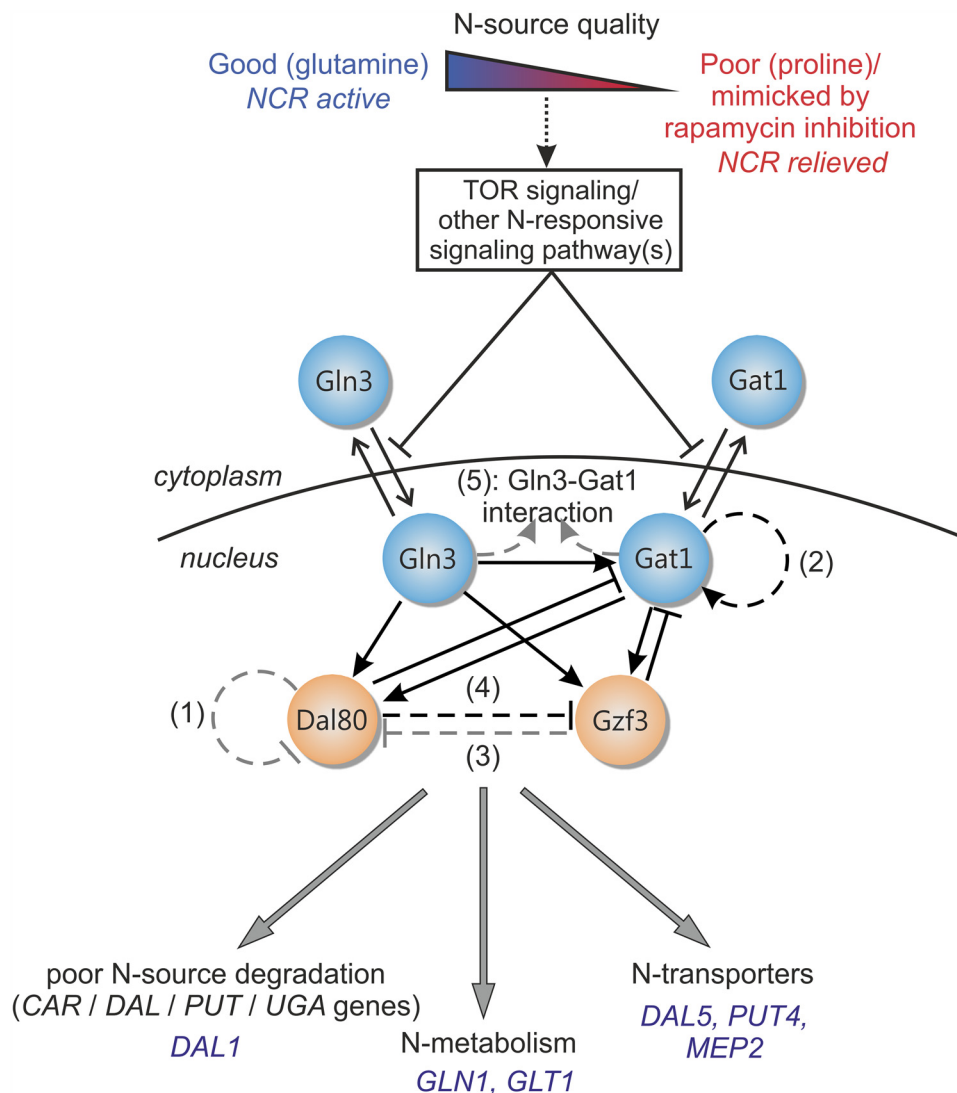 N-source quality
Good (glutamine)
NCR active
Poor (proline)/
mimicked by
rapamycin inhibition
NCR relieved
TOR signaling/
other N-responsive
signaling pathway(s)
Gln3
Gat1
cytoplasm
(5): Gln3-Gat1
interaction
nucleus
Gln3
Gat1
(2)
(1)
Dal80
(4)
Gzf3
(3)
poor N-source degradation
(CAR / DAL / PUT / UGA genes)
DAL1
N-metabolism
GLN1, GLT1
N-transporters
DAL5, PUT4,
MEP2